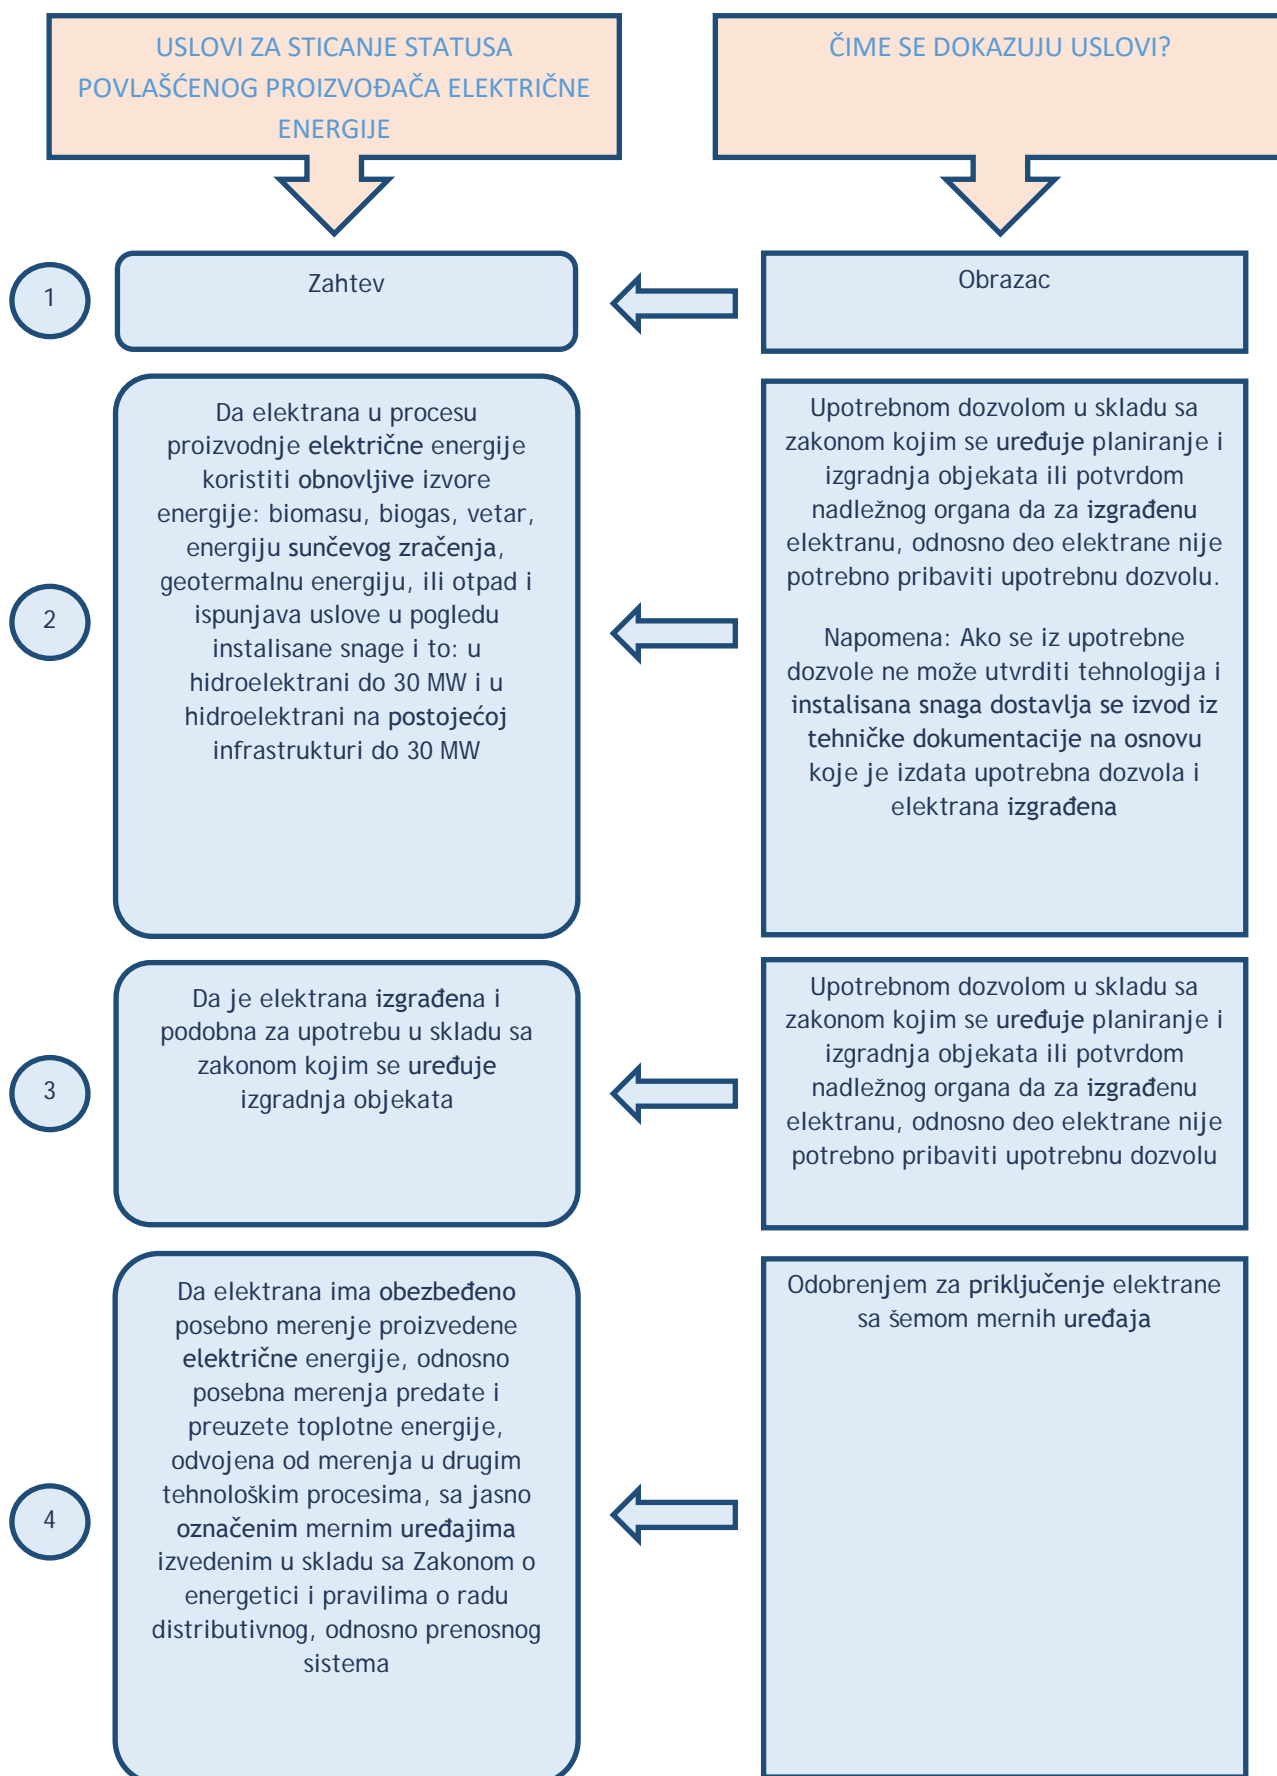 USLOVI ZA STICANJE STATUSA
POVLAŠĆENOG PROIZVOĐAČA ELEKTRIČNE
ENERGIJE
ČIME SE DOKAZUJU USLOVI?
1
Zahtev
Obrazac
2
Da elektrana u procesu
proizvodnje električne energije
koristiti obnovljive izvore
energije: biomasu, biogas, vetar,
energiju sunčevog zračenja,
geotermalnu energiju, ili otpad i
ispunjava uslove u pogledu
instalisane snage i to: u
hidroelektrani do 30 MW i u
hidroelektrani na postojećoj
infrastrukturi do 30 MW
Upotrebnom dozvolom u skladu sa
zakonom kojim se uređuje planiranje i
izgradnja objekata ili potvrdom
nadležnog organa da za izgrađenu
elektranu, odnosno deo elektrane nije
potrebno pribaviti upotrebnu dozvolu.
Napomena: Ako se iz upotrebne
dozvole ne može utvrditi tehnologija i
instalisana snaga dostavlja se izvod iz
tehničke dokumentacije na osnovu
koje je izdata upotrebna dozvola i
elektrana izgrađena
3
Da je elektrana izgrađena i
podobna za upotrebu u skladu sa
zakonom kojim se uređuje
izgradnja objekata
Upotrebnom dozvolom u skladu sa
zakonom kojim se uređuje planiranje i
izgradnja objekata ili potvrdom
nadležnog organa da za izgrađenu
elektranu, odnosno deo elektrane nije
potrebno pribaviti upotrebnu dozvolu
4
Da elektrana ima obezbeđeno
posebno merenje proizvedene
električne energije, odnosno
posebna merenja predate i
preuzete toplotne energije,
odvojena od merenja u drugim
tehnološkim procesima, sa jasno
označenim mernim uređajima
izvedenim u skladu sa Zakonom o
energetici i pravilima o radu
distributivnog, odnosno prenosnog
sistema
Odobrenjem za priključenje elektrane
sa šemom mernih uređaja